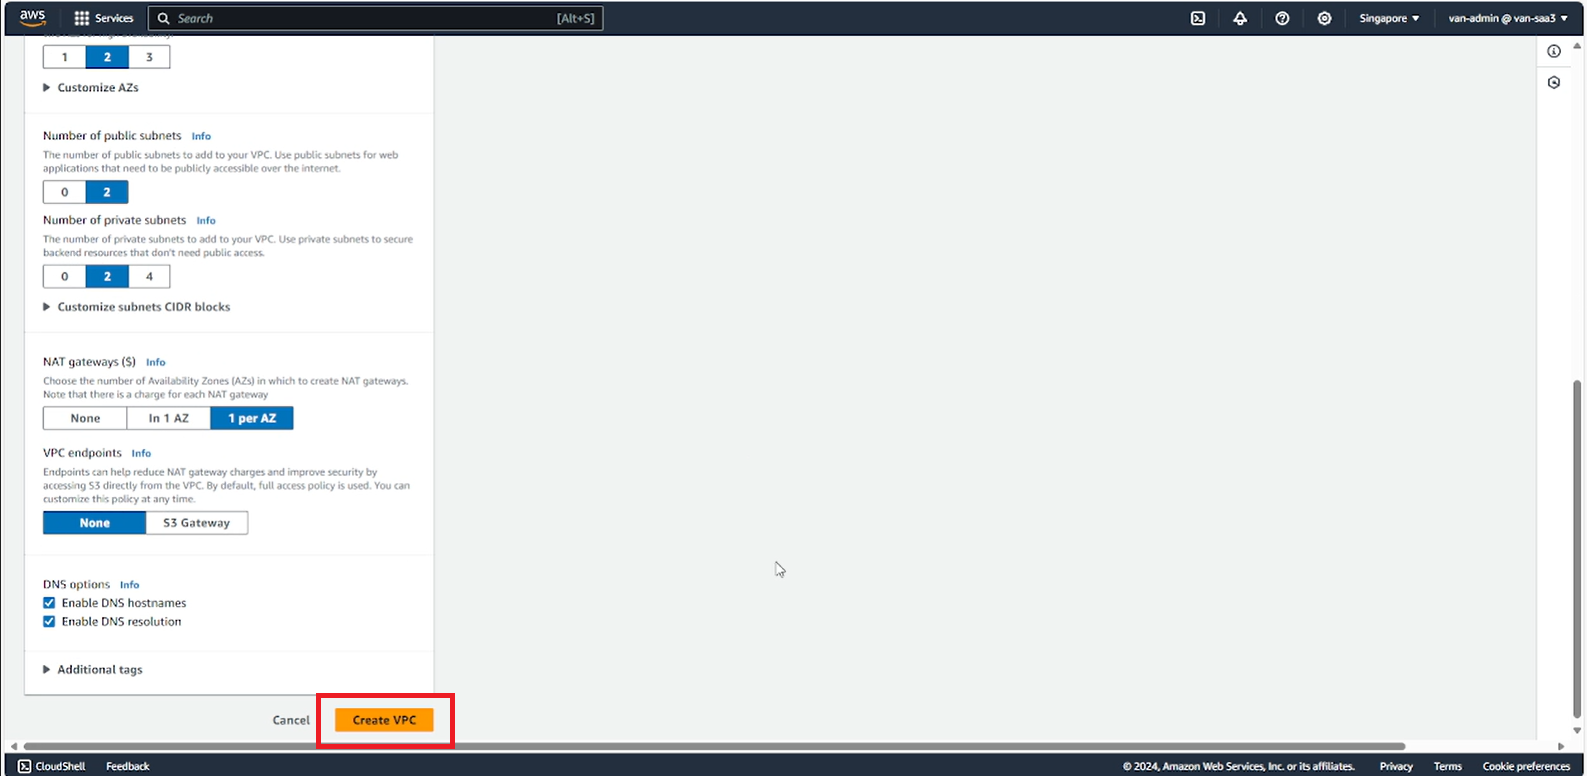 aws
Services
Search
[Alt+S]
Singapore
van-admin @ van-saa3
1 2 3
Customize AZs
Number of public subnets Info
The number of public subnets to add to your VPC. Use public subnets for web
applications that need to be publicly accessible over the internet.
0 2
Number of private subnets Info
The number of private subnets to add to your VPC. Use private subnets to secure
backend resources that don't need public access.
0 2 4
Customize subnets CIDR blocks
NAT gateways ($) Info
Choose the number of Availability Zones (AZs) in which to create NAT gateways.
Note that there is a charge for each NAT gateway
None In 1 AZ 1 per AZ
VPC endpoints Info
Endpoints can help reduce NAT gateway charges and improve security by
accessing S3 directly from the VPC. By default, full access policy is used. You can
customize this policy at any time.
None S3 Gateway
DNS options Info
Enable DNS hostnames
Enable DNS resolution
Additional tags
Cancel Create VPC
CloudShell Feedback © 2024, Amazon Web Services, Inc. or its affiliates. Privacy Terms Cookie preferences